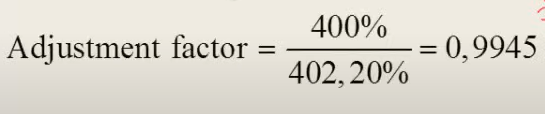 Adjustment factor = 400% / 402,20% = 0,9945